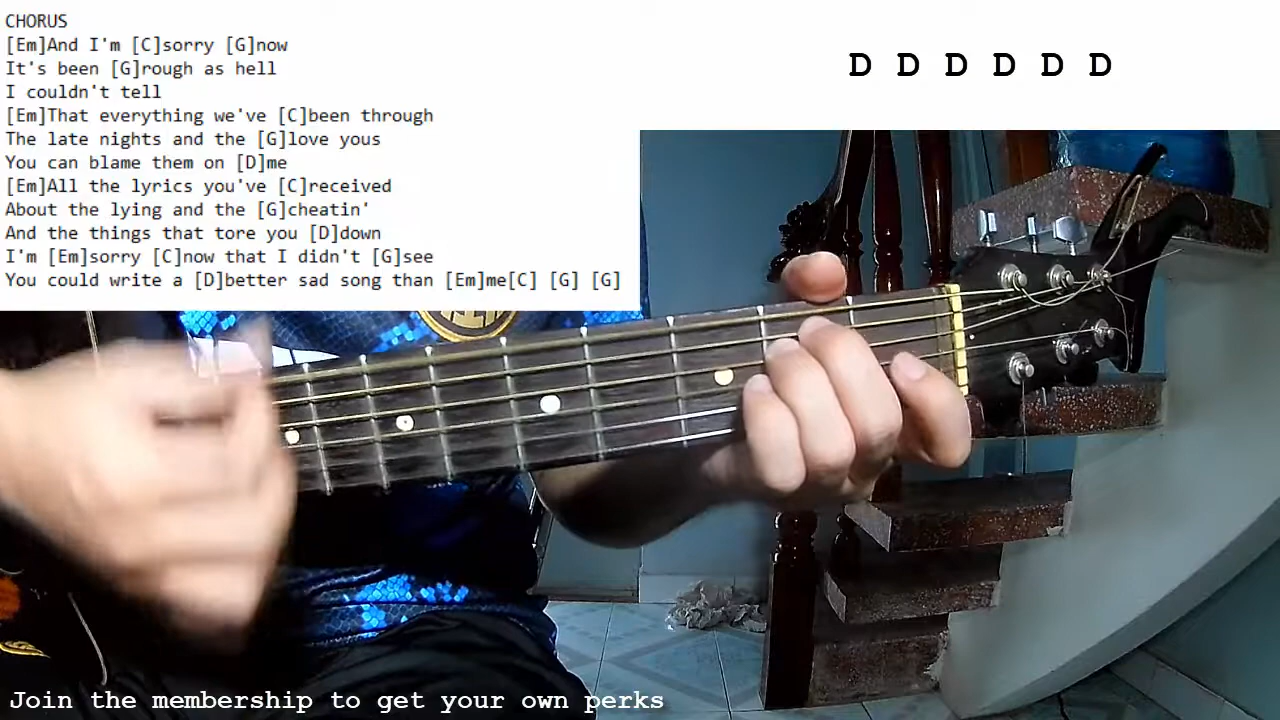 CHORUS
[Em]And I'm [C]sorry [G]now
It's been [G]rough as hell
I couldn't tell
[Em]That everything we've [C]been through
The late nights and the [G]love yous
You can blame them on [D]me
[Em]All the lyrics you've [C]received
About the lying and the [G]cheatin'
And the things that tore you [D]down
I'm [Em]sorry [C]now that I didn't [G]see
You could write a [D]better sad song than [Em]me[C] [G] [G]
D D D D D D
Join the membership to get your own perks